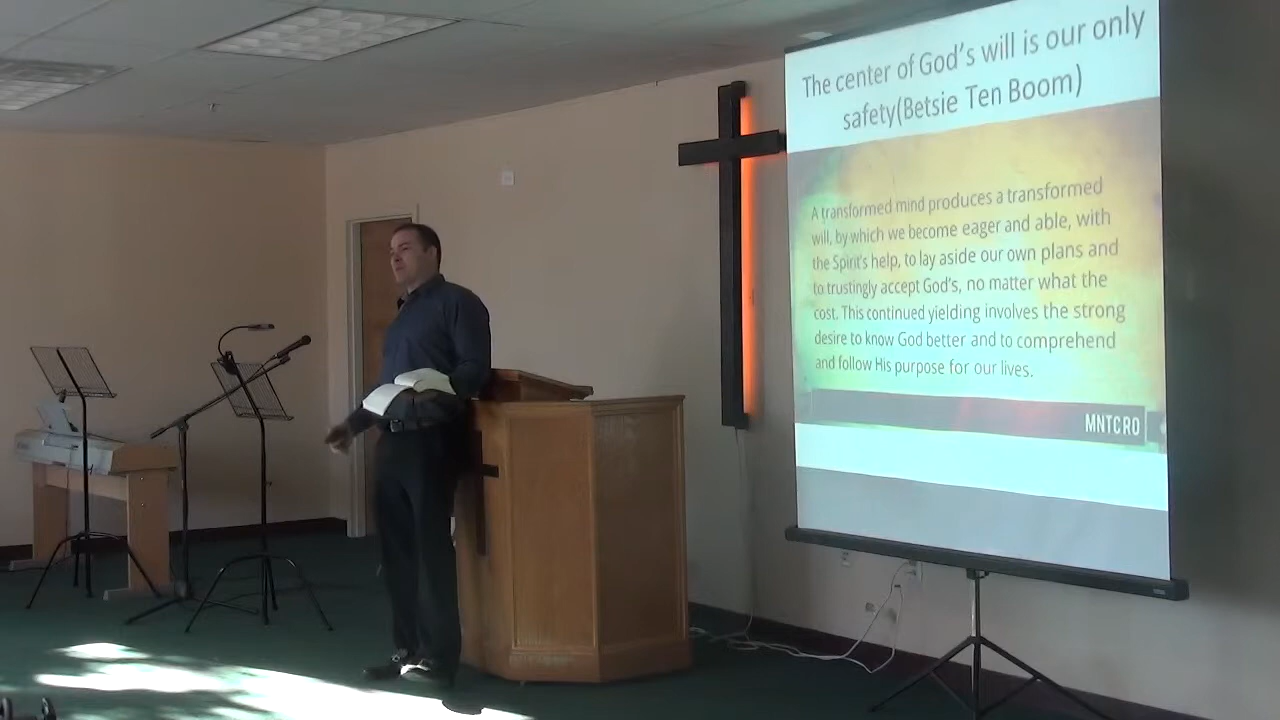 The center of God's will is our only
safety(Betsie Ten Boom)
A transformed mind produces a transformed
will, by which we become eager and able, with
the Spirit's help, to lay aside our own plans and
to trustingly accept God's, no matter what the
cost. This continued yielding involves the strong
desire to know God better and to comprehend
and follow His purpose for our lives.
MNTCRO